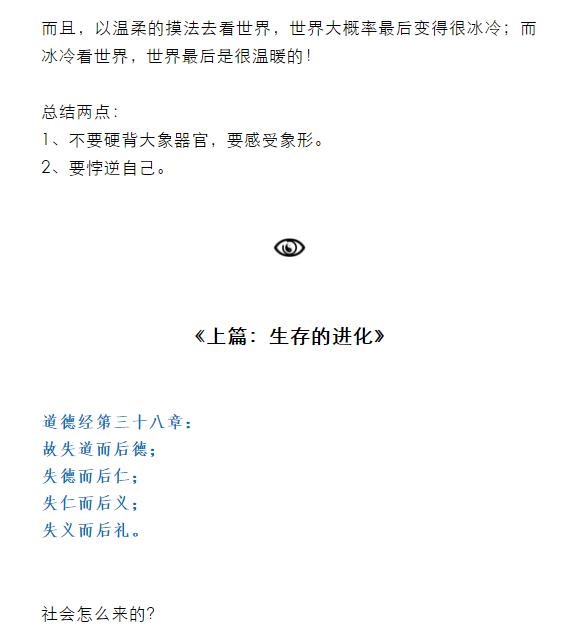 而且，以温柔的摸法去看世界，世界大概率最后变得很冰冷；而
冰冷看世界，世界最后是很温暖的！
总结两点：
1、不要硬背大象器官，要感受象形。
2、要悖逆自己。
《上篇：生存的进化》
道德经第三十八章：
故失道而后德；
失德而后仁；
失仁而后义；
失义而后礼。
社会怎么来的？